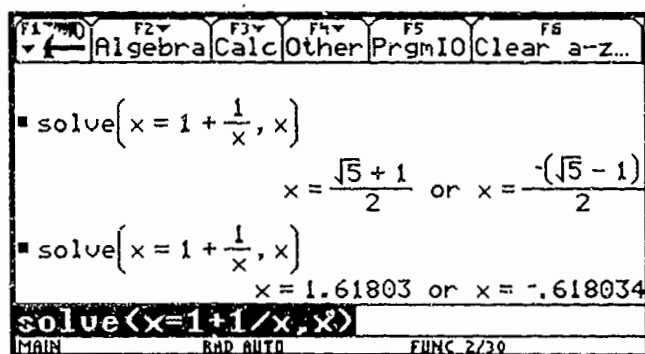 F1 F2 F3 F4 F5 F6
Algebra Calc Other PrgmIO Clear a-z…
▪ solve(x = 1 + 1/x, x)
x = (√5 + 1)/2 or x = -(√5 - 1)/2
▪ solve(x = 1 + 1/x, x)
x = 1.61803 or x = -.618034
solve(x=1+1/x,x)
MAIN RAD AUTO FUNC 2/30